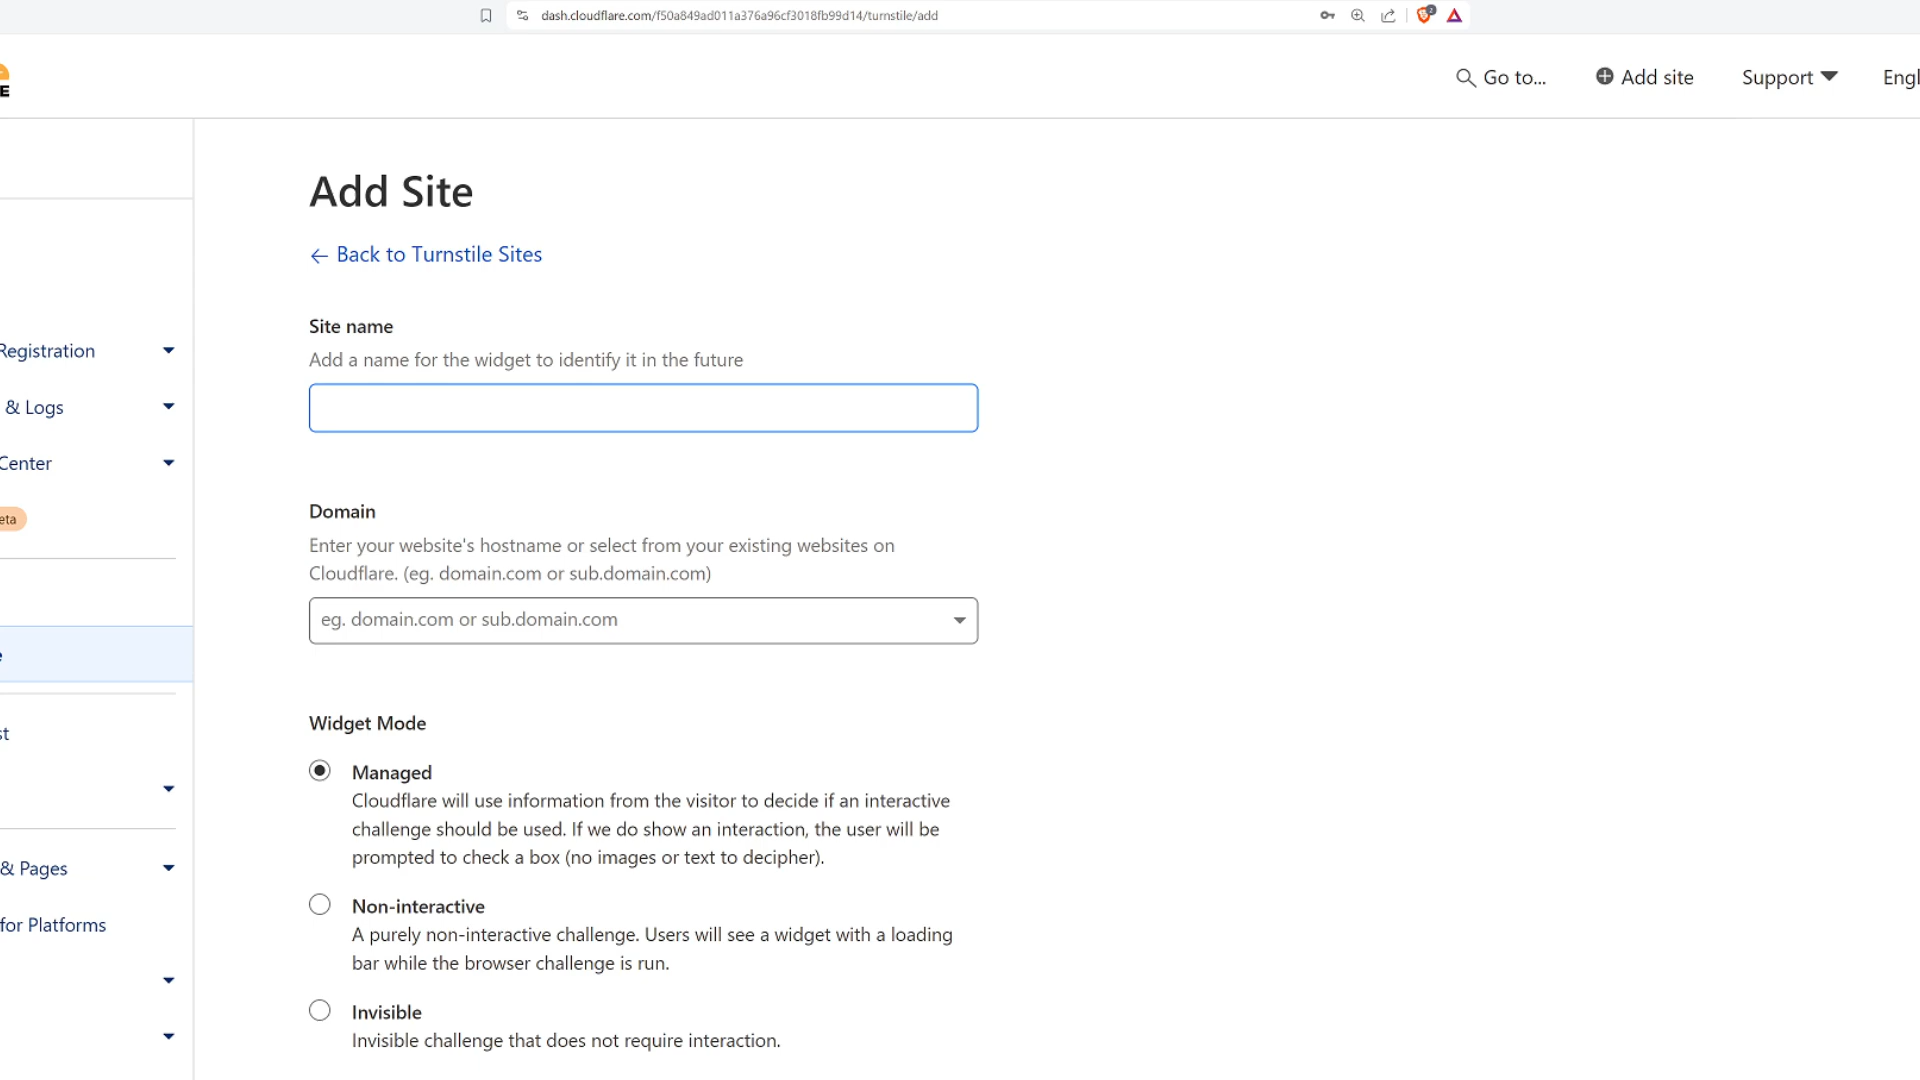 dash.cloudflare.com/f50a849ad011a376a96cf3018fb99d14/turnstile/add
2
E
Go to...
Add site
Support
Engl
Add Site
← Back to Turnstile Sites
Site name
Add a name for the widget to identify it in the future
Registration
& Logs
Center
eta
Domain
Enter your website's hostname or select from your existing websites on
Cloudflare. (eg. domain.com or sub.domain.com)
eg. domain.com or sub.domain.com
e
st
Widget Mode
Managed
Cloudflare will use information from the visitor to decide if an interactive
challenge should be used. If we do show an interaction, the user will be
prompted to check a box (no images or text to decipher).
& Pages
for Platforms
Non-interactive
A purely non-interactive challenge. Users will see a widget with a loading
bar while the browser challenge is run.
Invisible
Invisible challenge that does not require interaction.